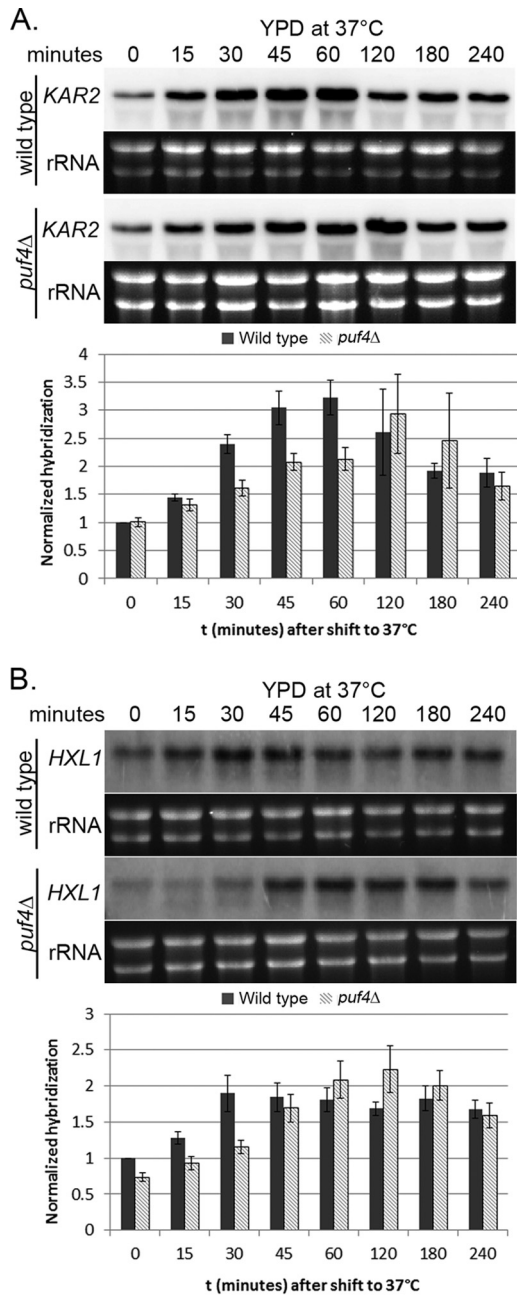 A.
YPD at 37°C
minutes 0 15 30 45 60 120 180 240
wild type
KAR2
rRNA
puf4Δ
KAR2
rRNA
Wild type puf4Δ
Normalized hybridization
4
3.5
3
2.5
2
1.5
1
0.5
0
0 15 30 45 60 120 180 240
t (minutes) after shift to 37°C
B.
YPD at 37°C
minutes 0 15 30 45 60 120 180 240
wild type
HXL1
rRNA
puf4Δ
HXL1
rRNA
Wild type puf4Δ
Normalized hybridization
3
2.5
2
1.5
1
0.5
0
0 15 30 45 60 120 180 240
t (minutes) after shift to 37°C